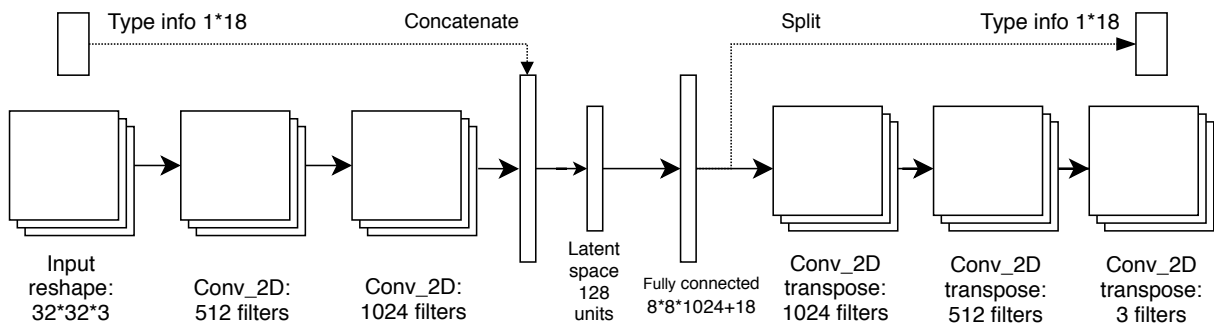 Type info 1*18
Concatenate
Split
Type info 1*18
Input
reshape:
32*32*3
Conv_2D:
512 filters
Conv_2D:
1024 filters
Latent
space
128
units
Fully connected
8*8*1024+18
Conv_2D
transpose:
1024 filters
Conv_2D
transpose:
512 filters
Conv_2D
transpose:
3 filters